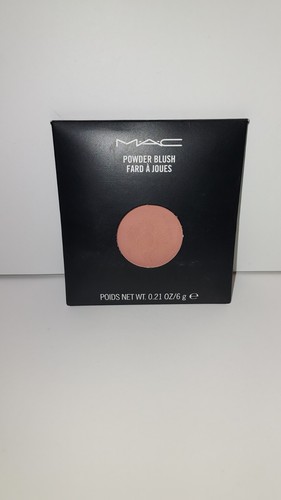 MAC
POWDER BLUSH
FARD À JOUES
POIDS NET WT. 0.21 OZ/6 g ℮